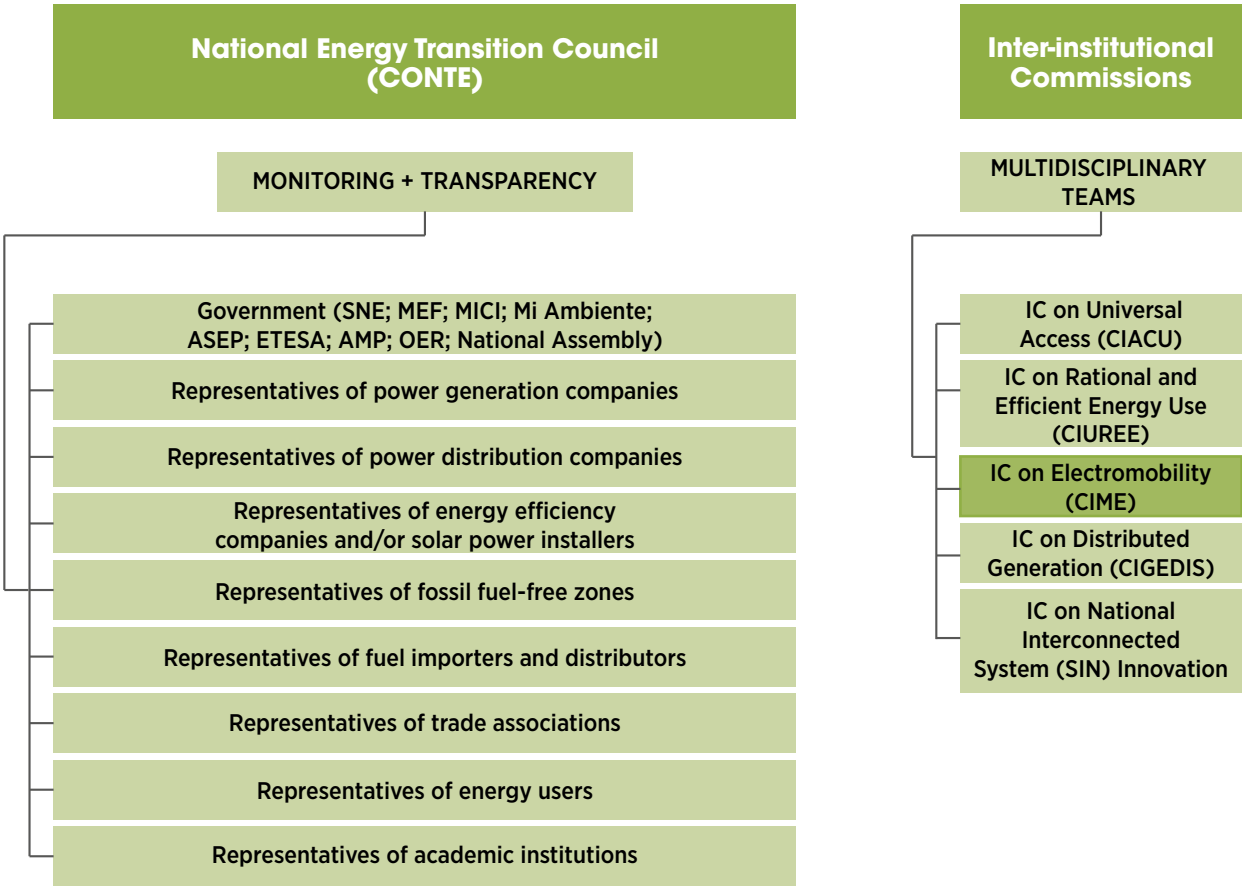 National Energy Transition Council
(CONTE)
MONITORING + TRANSPARENCY
Government (SNE; MEF; MICI; Mi Ambiente;
ASEP; ETESA; AMP; OER; National Assembly)
Representatives of power generation companies
Representatives of power distribution companies
Representatives of energy efficiency
companies and/or solar power installers
Representatives of fossil fuel-free zones
Representatives of fuel importers and distributors
Representatives of trade associations
Representatives of energy users
Representatives of academic institutions
Inter-institutional
Commissions
MULTIDISCIPLINARY
TEAMS
IC on Universal
Access (CIACU)
IC on Rational and
Efficient Energy Use
(CIUREE)
IC on Electromobility
(CIME)
IC on Distributed
Generation (CIGEDIS)
IC on National
Interconnected
System (SIN) Innovation